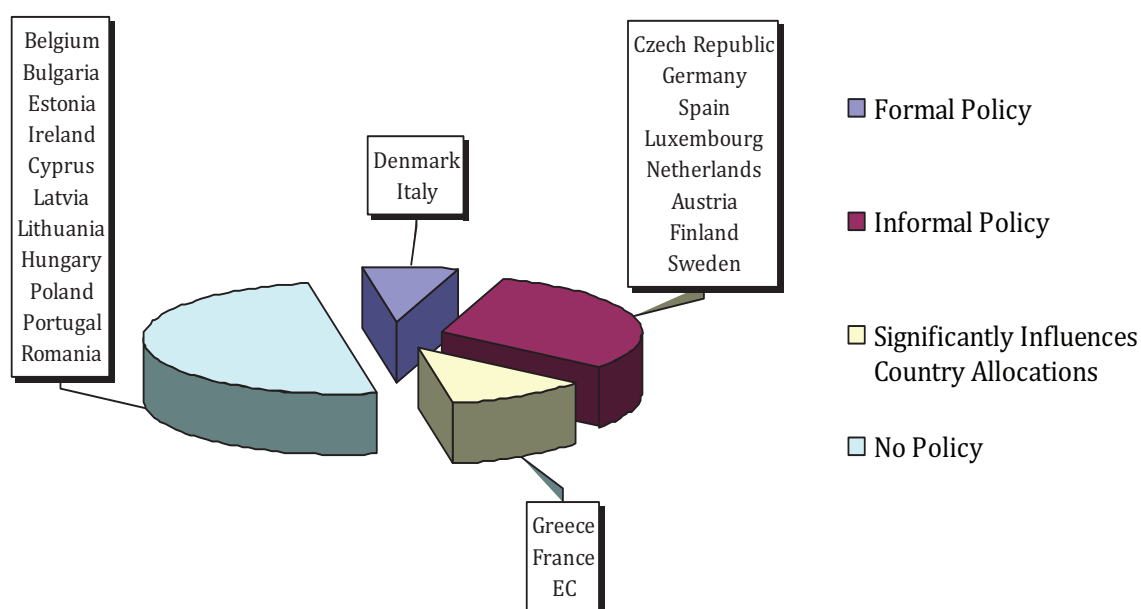 Belgium
Bulgaria
Estonia
Ireland
Cyprus
Latvia
Lithuania
Hungary
Poland
Portugal
Romania
Denmark
Italy
Czech Republic
Germany
Spain
Luxembourg
Netherlands
Austria
Finland
Sweden
Greece
France
EC
Formal Policy
Informal Policy
Significantly Influences
Country Allocations
No Policy